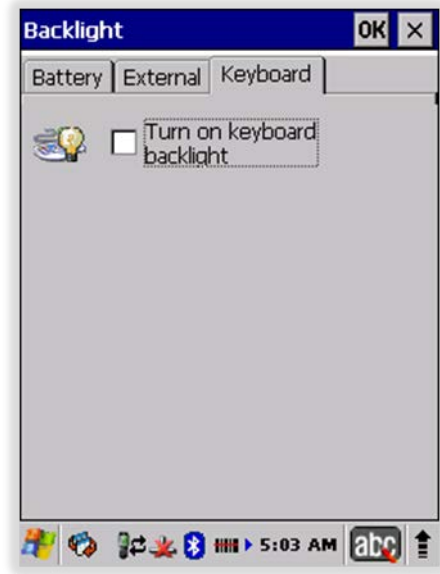 Backlight OK ×
Battery External Keyboard
Turn on keyboard
backlight
5:03 AM abc